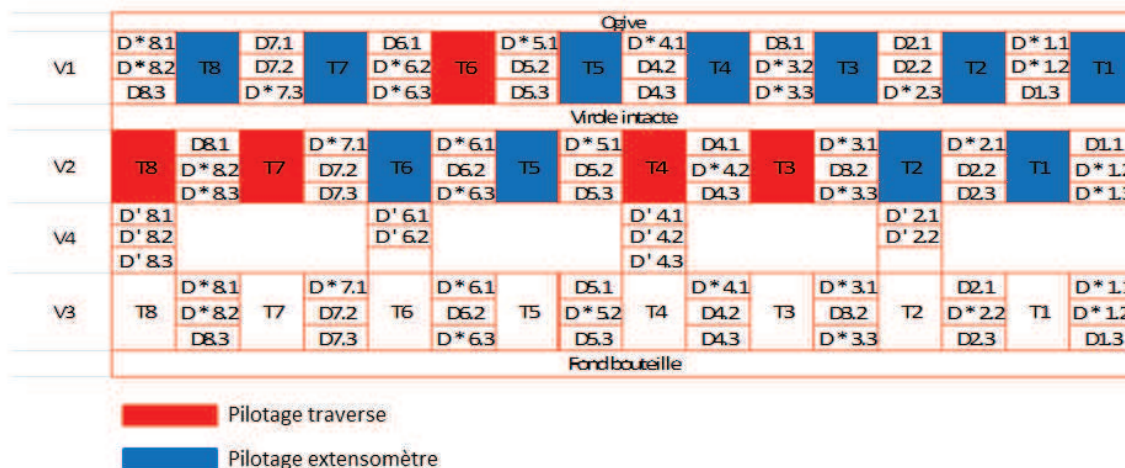 Ogive
D*8.1 D7.1 D6.1 D*5.1 D*4.1 D3.1 D2.1 D*1.1
V1 D*8.2 T8 D7.2 T7 D*6.2 T6 D5.2 T5 D4.2 T4 D*3.2 T3 D2.2 T2 D*1.2 T1
D8.3 D*7.3 D*6.3 D5.3 D4.3 D*3.3 D*2.3 D1.3
Virole intacte
D8.1 D*7.1 D*6.1 D*5.1 D4.1 D*3.1 D*2.1 D1.1
V2 T8 D*8.2 T7 D7.2 T6 D6.2 T5 D5.2 T4 D*4.2 T3 D3.2 T2 D2.2 T1 D*1.2
D*8.3 D7.3 D*6.3 D5.3 D4.3 D*3.3 D2.3 D*1.3
D'8.1 D'6.1 D'4.1 D'2.1
V4 D'8.2 D'6.2 D'4.2 D'2.2
D'8.3 D'4.3
D*8.1 D*7.1 D*6.1 D5.1 D*4.1 D*3.1 D2.1 D*1.1
V3 T8 D*8.2 T7 D7.2 T6 D6.2 T5 D*5.2 T4 D4.2 T3 D3.2 T2 D*2.2 T1 D*1.2
D8.3 D7.3 D*6.3 D5.3 D4.3 D*3.3 D2.3 D1.3
Fond bouteille
Pilotage traverse
Pilotage extensomètre